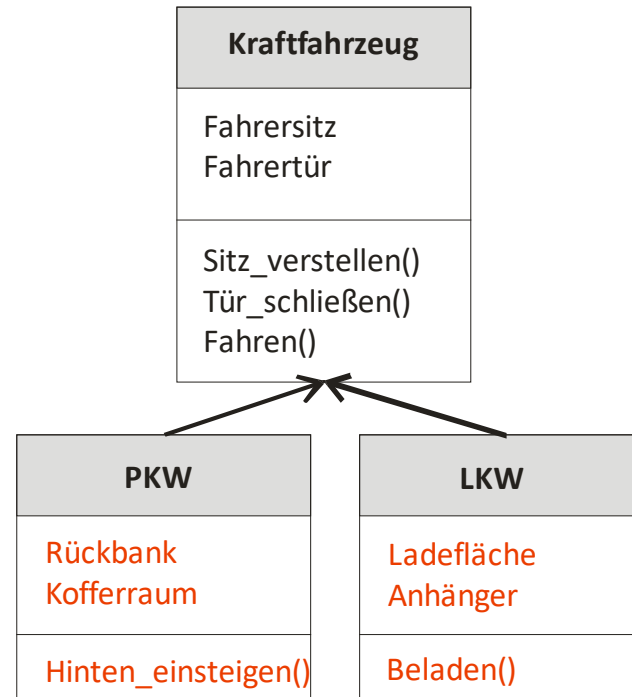 Kraftfahrzeug
Fahrersitz
Fahrertür
Sitz_verstellen()
Tür_schließen()
Fahren()
PKW
Rückbank
Kofferraum
Hinten_einsteigen()
LKW
Ladefläche
Anhänger
Beladen()